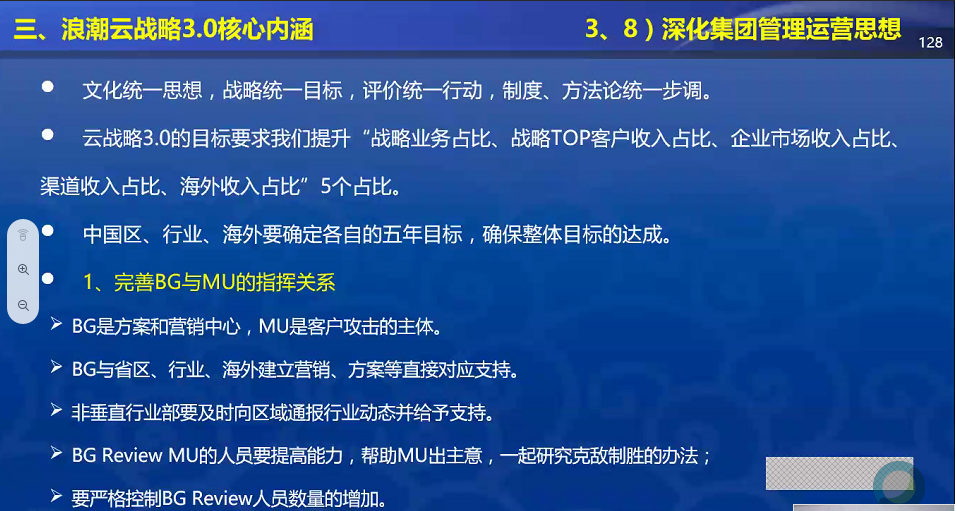 三、浪潮云战略3.0核心内涵
3、8）深化集团管理运营思想
128
● 文化统一思想，战略统一目标，评价统一行动，制度、方法论统一步调。
● 云战略3.0的目标要求我们提升“战略业务占比、战略TOP客户收入占比、企业市场收入占比、
渠道收入占比、海外收入占比”5个占比。
● 中国区、行业、海外要确定各自的五年目标，确保整体目标的达成。
● 1、完善BG与MU的指挥关系
➢ BG是方案和营销中心，MU是客户攻击的主体。
➢ BG与省区、行业、海外建立营销、方案等直接对应支持。
➢ 非垂直行业部要及时向区域通报行业动态并给予支持。
➢ BG Review MU的人员要提高能力，帮助MU出主意，一起研究克敌制胜的办法；
➢ 要严格控制BG Review人员数量的增加。